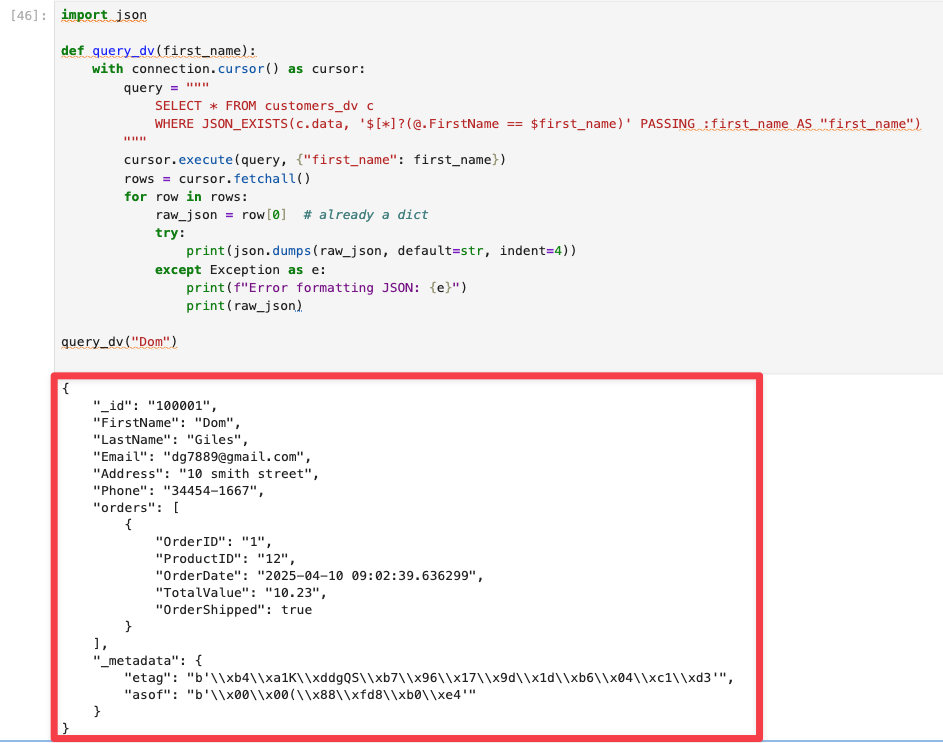 [46]: import json
def query_dv(first_name):
    with connection.cursor() as cursor:
        query = """
            SELECT * FROM customers_dv c
            WHERE JSON_EXISTS(c.data, '$[*]?(@.FirstName == $first_name)' PASSING :first_name AS "first_name")
        """
        cursor.execute(query, {"first_name": first_name})
        rows = cursor.fetchall()
        for row in rows:
            raw_json = row[0]  # already a dict
            try:
                print(json.dumps(raw_json, default=str, indent=4))
            except Exception as e:
                print(f"Error formatting JSON: {e}")
                print(raw_json)
query_dv("Dom")
{
    "_id": "100001",
    "FirstName": "Dom",
    "LastName": "Giles",
    "Email": "dg7889@gmail.com",
    "Address": "10 smith street",
    "Phone": "34454-1667",
    "orders": [
        {
            "OrderID": "1",
            "ProductID": "12",
            "OrderDate": "2025-04-10 09:02:39.636299",
            "TotalValue": "10.23",
            "OrderShipped": true
        }
    ],
    "_metadata": {
        "etag": "b'\\xb4\\xa1K\\xddgQS\\xb7\\x96\\x17\\x9d\\x1d\\xb6\\x04\\xc1\\xd3'",
        "asof": "b'\\x00\\x00(\\x88\\xfd8\\xb0\\xe4'"
    }
}